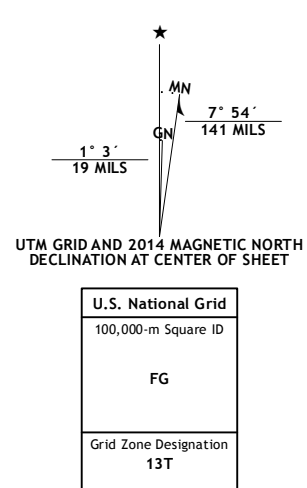 ★
MN
7° 54´
141 MILS
GN
1° 3´
19 MILS
UTM GRID AND 2014 MAGNETIC NORTH
DECLINATION AT CENTER OF SHEET
U.S. National Grid
100,000-m Square ID
FG
Grid Zone Designation
13T